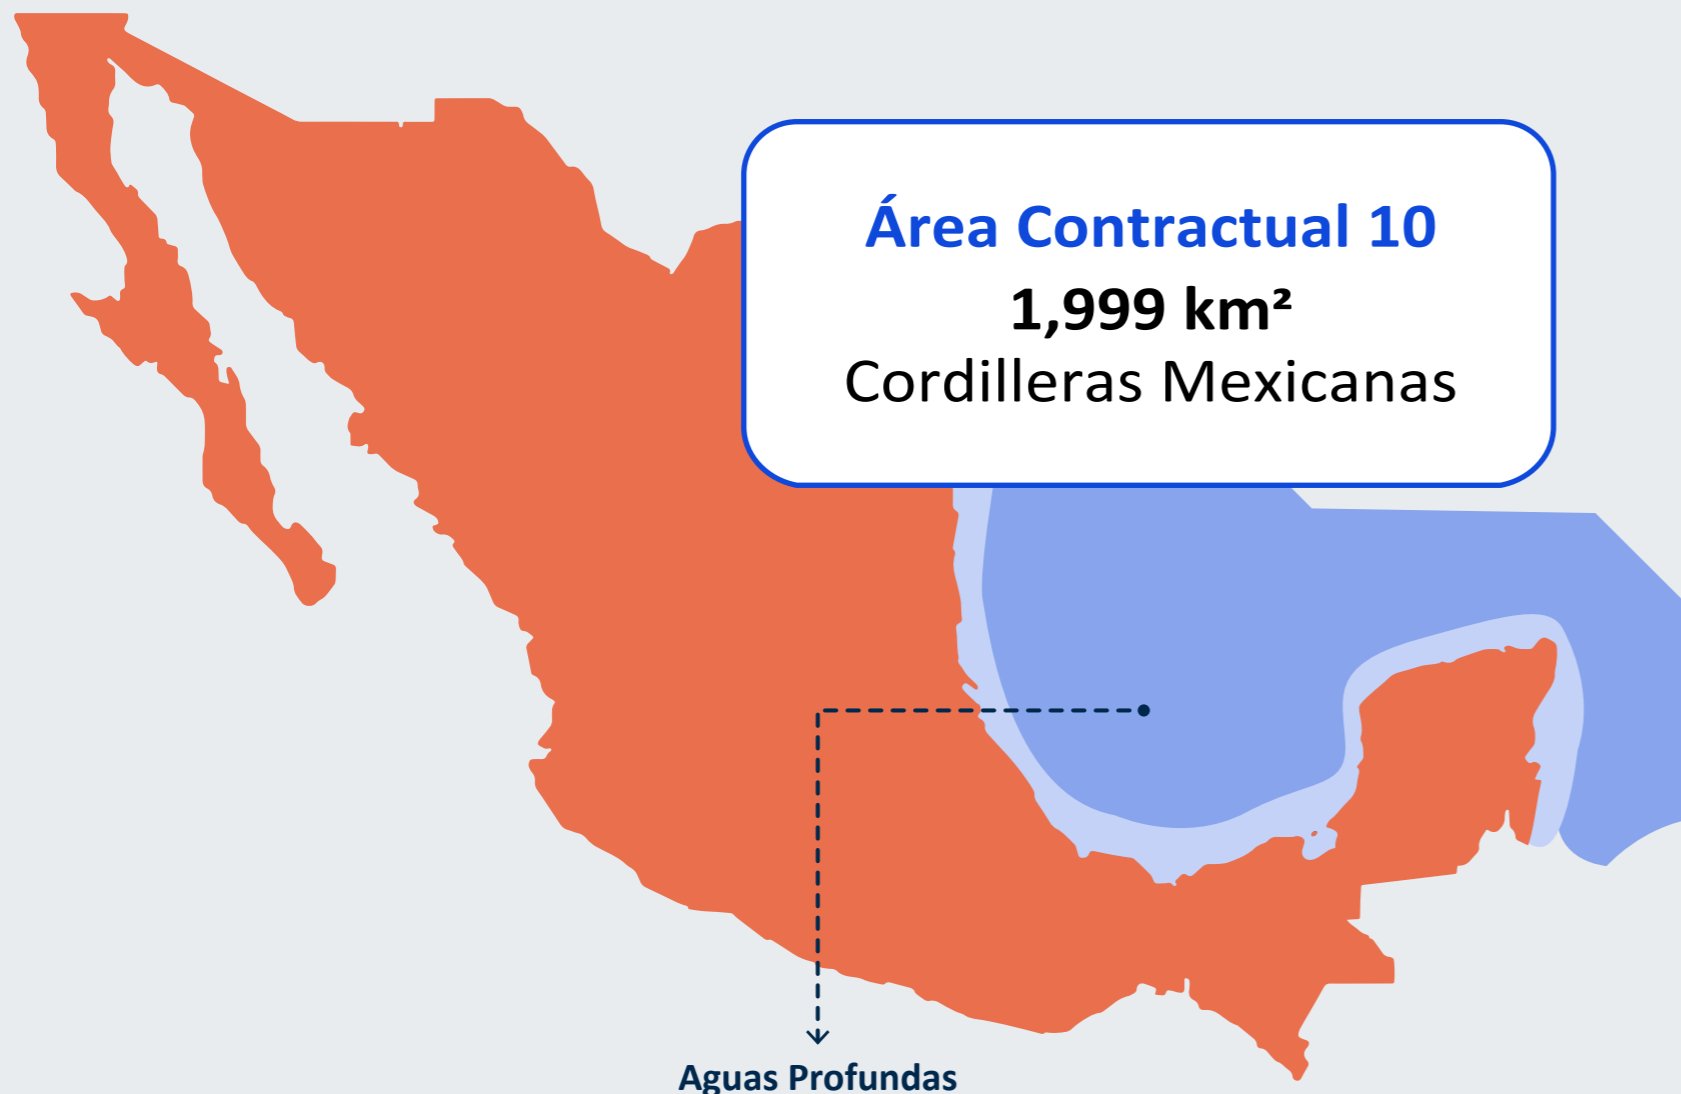 Área Contractual 10
1,999 km²
Cordilleras Mexicanas
Aguas Profundas